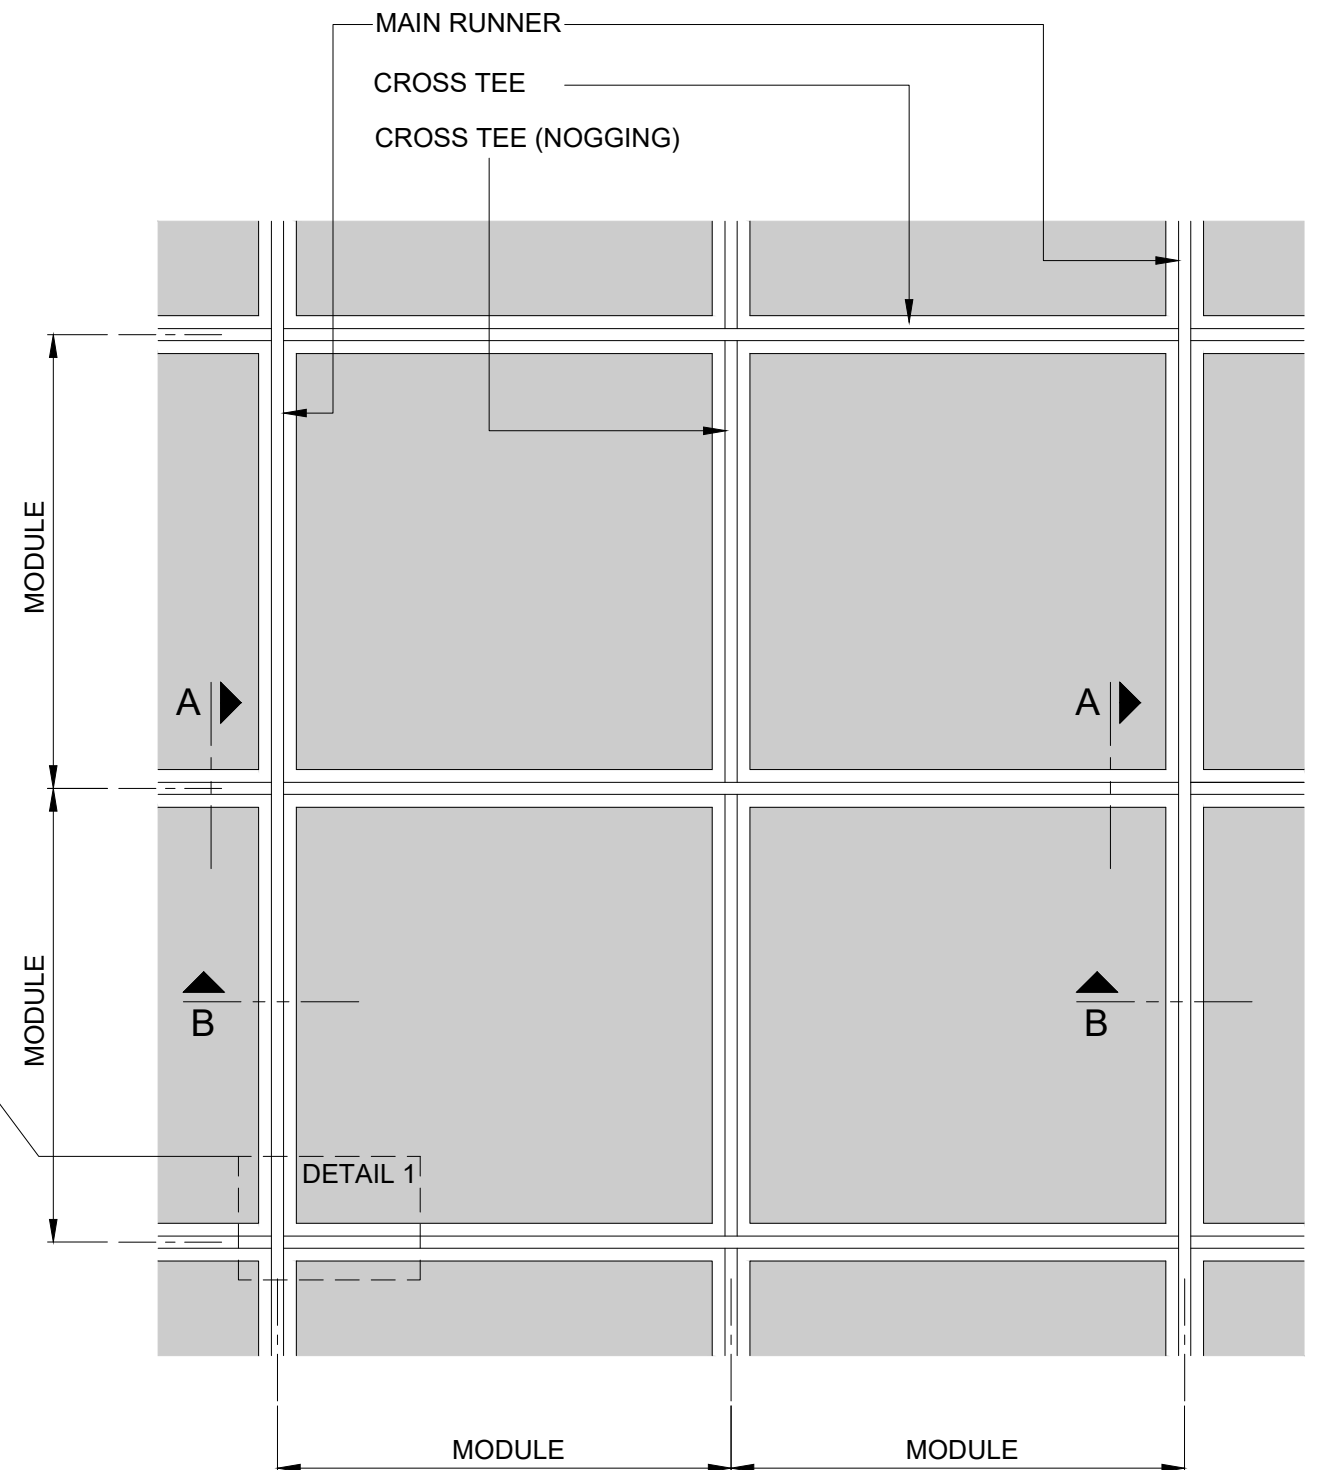 MAIN RUNNER
CROSS TEE
CROSS TEE (NOGGING)
MODULE
A
A
MODULE
B
B
DETAIL 1
MODULE
MODULE